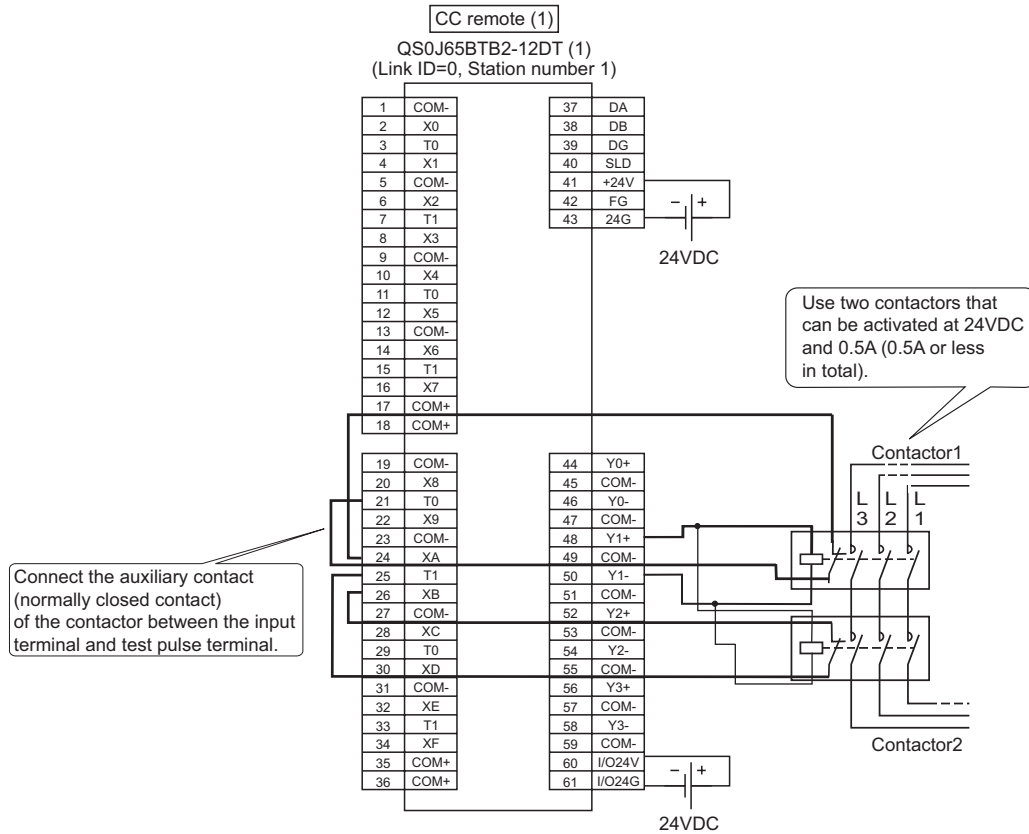 CC remote (1)
QS0J65BTB2-12DT (1)
(Link ID=0, Station number 1)
1 COM-
2 X0
3 T0
4 X1
5 COM-
6 X2
7 T1
8 X3
9 COM-
10 X4
11 T0
12 X5
13 COM-
14 X6
15 T1
16 X7
17 COM+
18 COM+
37 DA
38 DB
39 DG
40 SLD
41 +24V
42 FG
43 24G
– +
24VDC
Use two contactors that
can be activated at 24VDC
and 0.5A (0.5A or less
in total).
19 COM-
20 X8
21 T0
22 X9
23 COM-
24 XA
25 T1
26 XB
27 COM-
28 XC
29 T0
30 XD
31 COM-
32 XE
33 T1
34 XF
35 COM+
36 COM+
44 Y0+
45 COM-
46 Y0-
47 COM-
48 Y1+
49 COM-
50 Y1-
51 COM-
52 Y2+
53 COM-
54 Y2-
55 COM-
56 Y3+
57 COM-
58 Y3-
59 COM-
60 I/O24V
61 I/O24G
– +
24VDC
Contactor1
L L L
3 2 1
Contactor2
Connect the auxiliary contact
(normally closed contact)
of the contactor between the input
terminal and test pulse terminal.